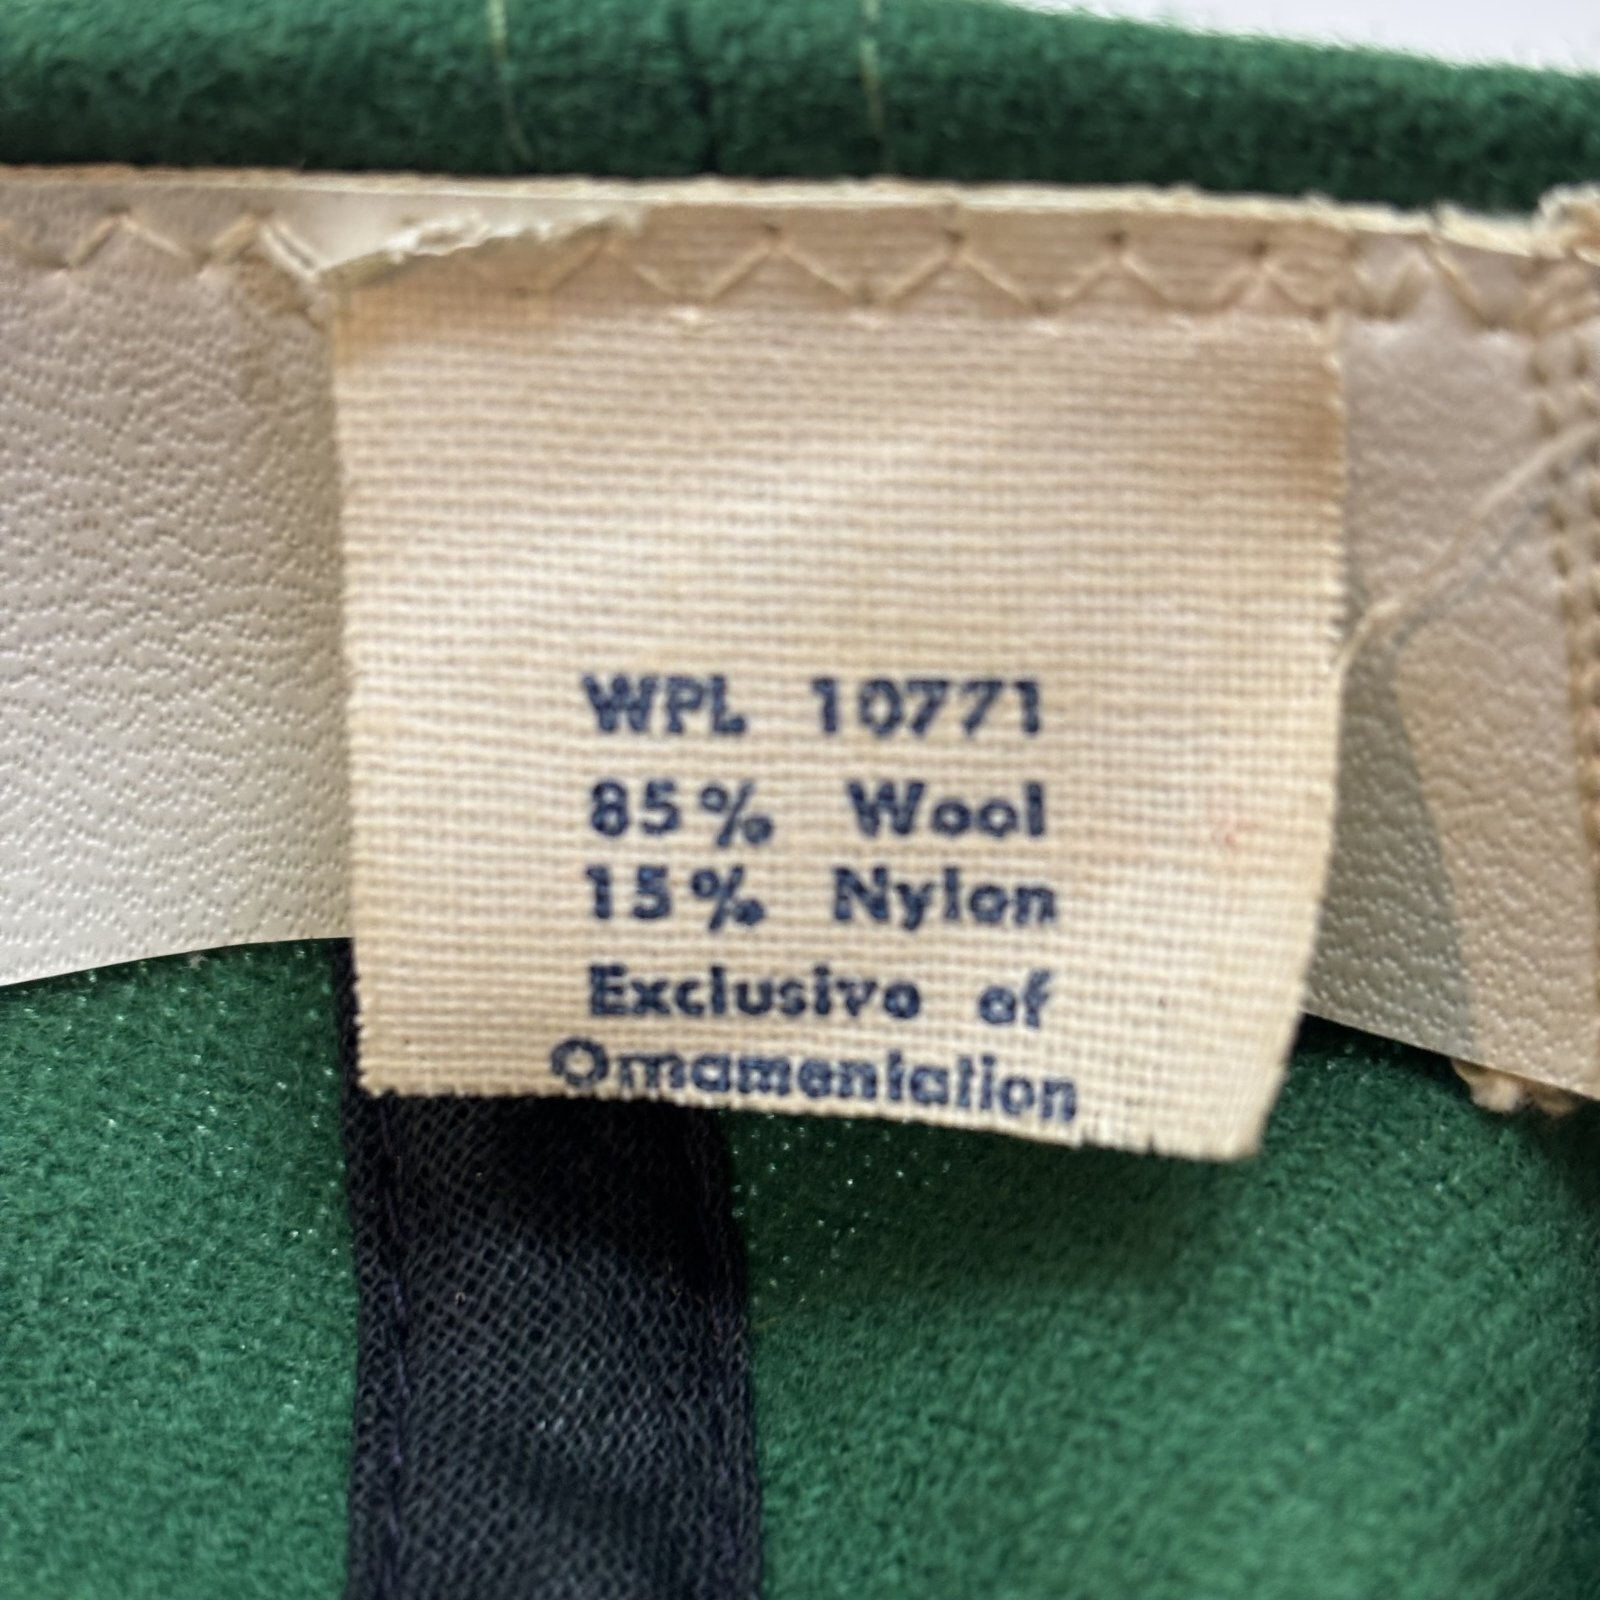 WPL 10771
85% Wool
15% Nylon
Exclusive of
Ornamentation